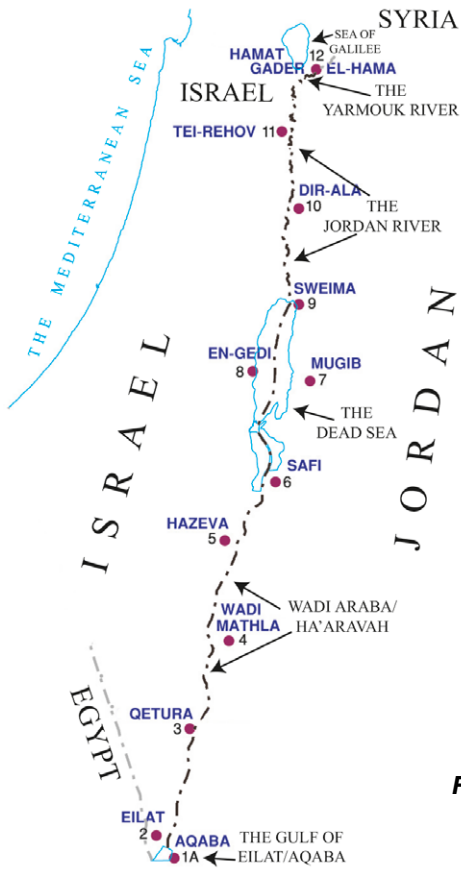 SYRIA
SEA OF
GALILEE
HAMAT
GADER
12
EL-HAMA
THE
YARMOUK RIVER
ISRAEL
TEI-REHOV 11
DIR-ALA
10
THE
JORDAN RIVER
THE MEDITERRANEAN SEA
SWEIMA
9
EN-GEDI
8
MUGIB
7
THE
DEAD SEA
ISRAEL
JORDAN
SAFI
6
HAZEVA
5
WADI ARABA/
HA'ARAVAH
WADI
MATHLA
4
EGYPT
QETURA
3
EILAT
2
AQABA
1A
THE GULF OF
EILAT/AQABA
F